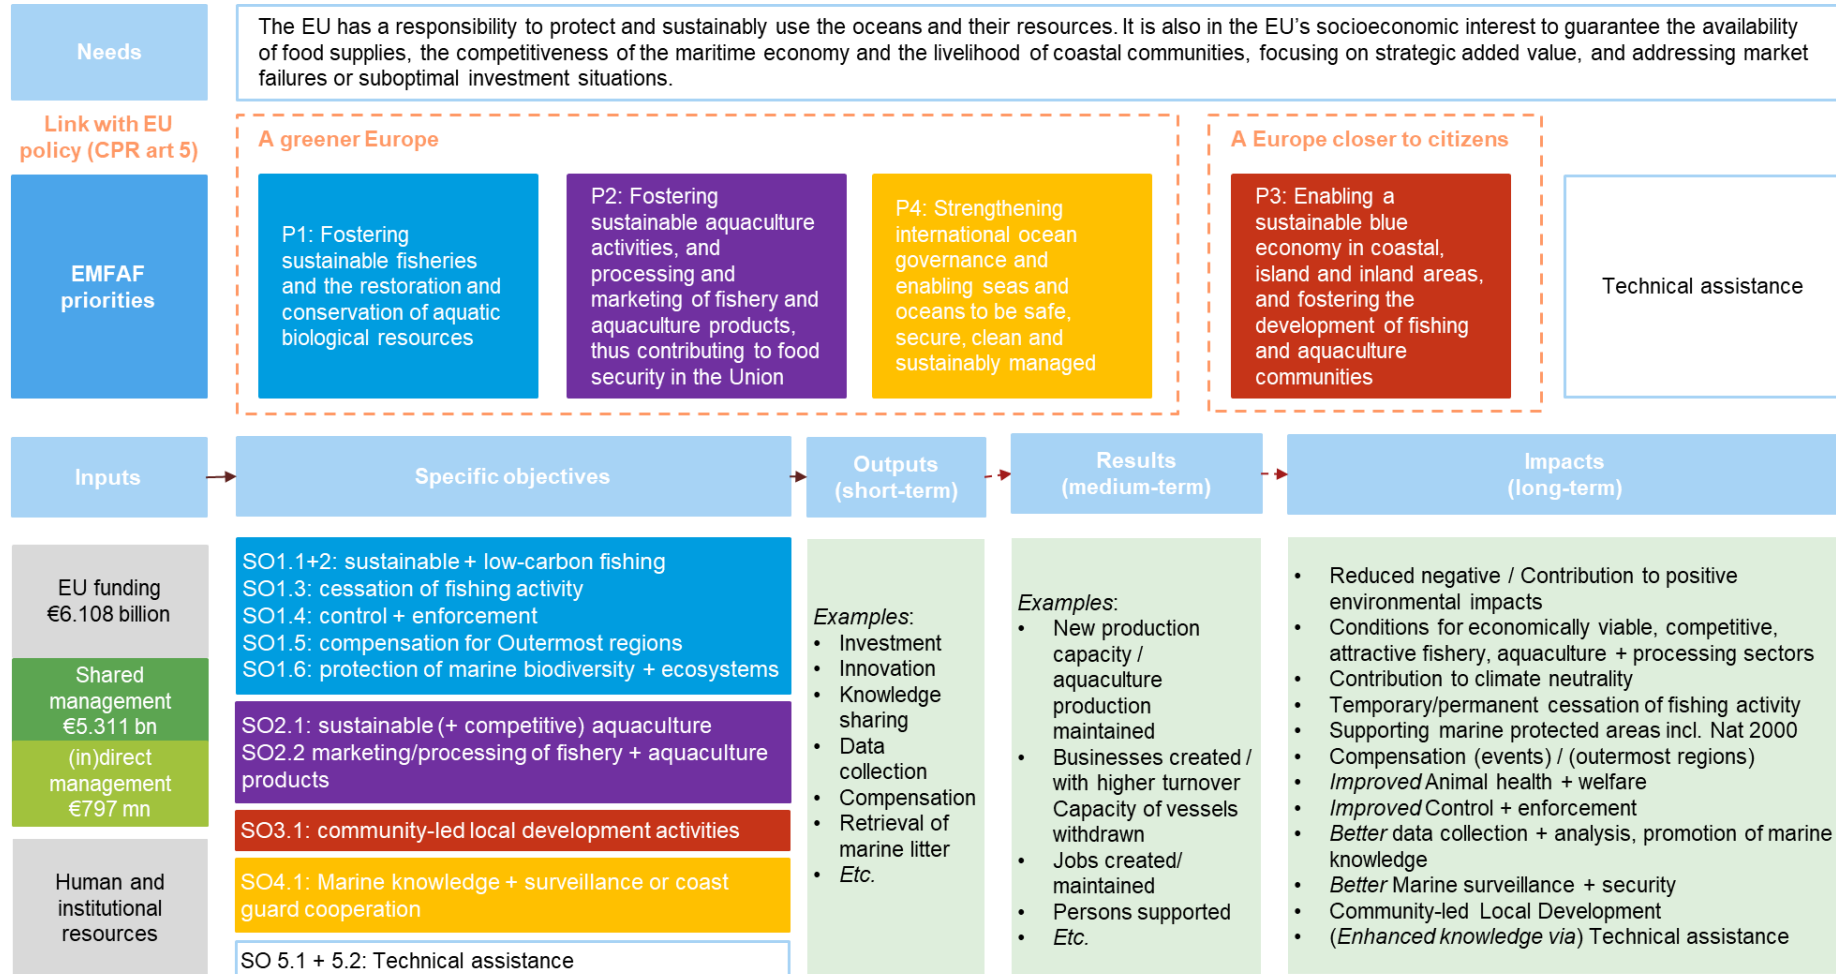 Needs
The EU has a responsibility to protect and sustainably use the oceans and their resources. It is also in the EU’s socioeconomic interest to guarantee the availability
of food supplies, the competitiveness of the maritime economy and the livelihood of coastal communities, focusing on strategic added value, and addressing market
failures or suboptimal investment situations.
Link with EU
policy (CPR art 5)
A greener Europe
A Europe closer to citizens
EMFAF
priorities
P1: Fostering
sustainable fisheries
and the restoration and
conservation of aquatic
biological resources
P2: Fostering
sustainable aquaculture
activities, and
processing and
marketing of fishery and
aquaculture products,
thus contributing to food
security in the Union
P4: Strengthening
international ocean
governance and
enabling seas and
oceans to be safe,
secure, clean and
sustainably managed
P3: Enabling a
sustainable blue
economy in coastal,
island and inland areas,
and fostering the
development of fishing
and aquaculture
communities
Technical assistance
Inputs
Specific objectives
Outputs
(short-term)
Results
(medium-term)
Impacts
(long-term)
EU funding
€6.108 billion
Shared
management
€5.311 bn
(in)direct
management
€797 mn
Human and
institutional
resources
SO1.1+2: sustainable + low-carbon fishing
SO1.3: cessation of fishing activity
SO1.4: control + enforcement
SO1.5: compensation for Outermost regions
SO1.6: protection of marine biodiversity + ecosystems
SO2.1: sustainable (+ competitive) aquaculture
SO2.2 marketing/processing of fishery + aquaculture
products
SO3.1: community-led local development activities
SO4.1: Marine knowledge + surveillance or coast
guard cooperation
SO 5.1 + 5.2: Technical assistance
Examples:
• Investment
• Innovation
• Knowledge
sharing
• Data
collection
• Compensation
• Retrieval of
marine litter
• Etc.
Examples:
• New production
capacity /
aquaculture
production
maintained
• Businesses created /
with higher turnover
Capacity of vessels
withdrawn
• Jobs created/
maintained
• Persons supported
• Etc.
• Reduced negative / Contribution to positive
environmental impacts
• Conditions for economically viable, competitive,
attractive fishery, aquaculture + processing sectors
• Contribution to climate neutrality
• Temporary/permanent cessation of fishing activity
• Supporting marine protected areas incl. Nat 2000
• Compensation (events) / (outermost regions)
• Improved Animal health + welfare
• Improved Control + enforcement
• Better data collection + analysis, promotion of marine
knowledge
• Better Marine surveillance + security
• Community-led Local Development
• (Enhanced knowledge via) Technical assistance